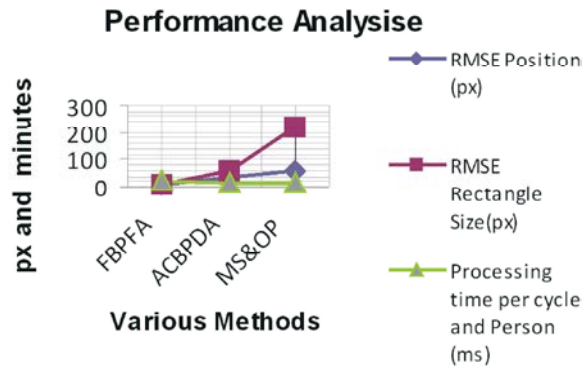 Performance Analysise
px and minutes
300
200
100
0
FBPFA
ACBPDA
MS&OP
Various Methods
RMSE Position
(px)
RMSE
Rectangle
Size(px)
Processing
time per cycle
and Person
(ms)